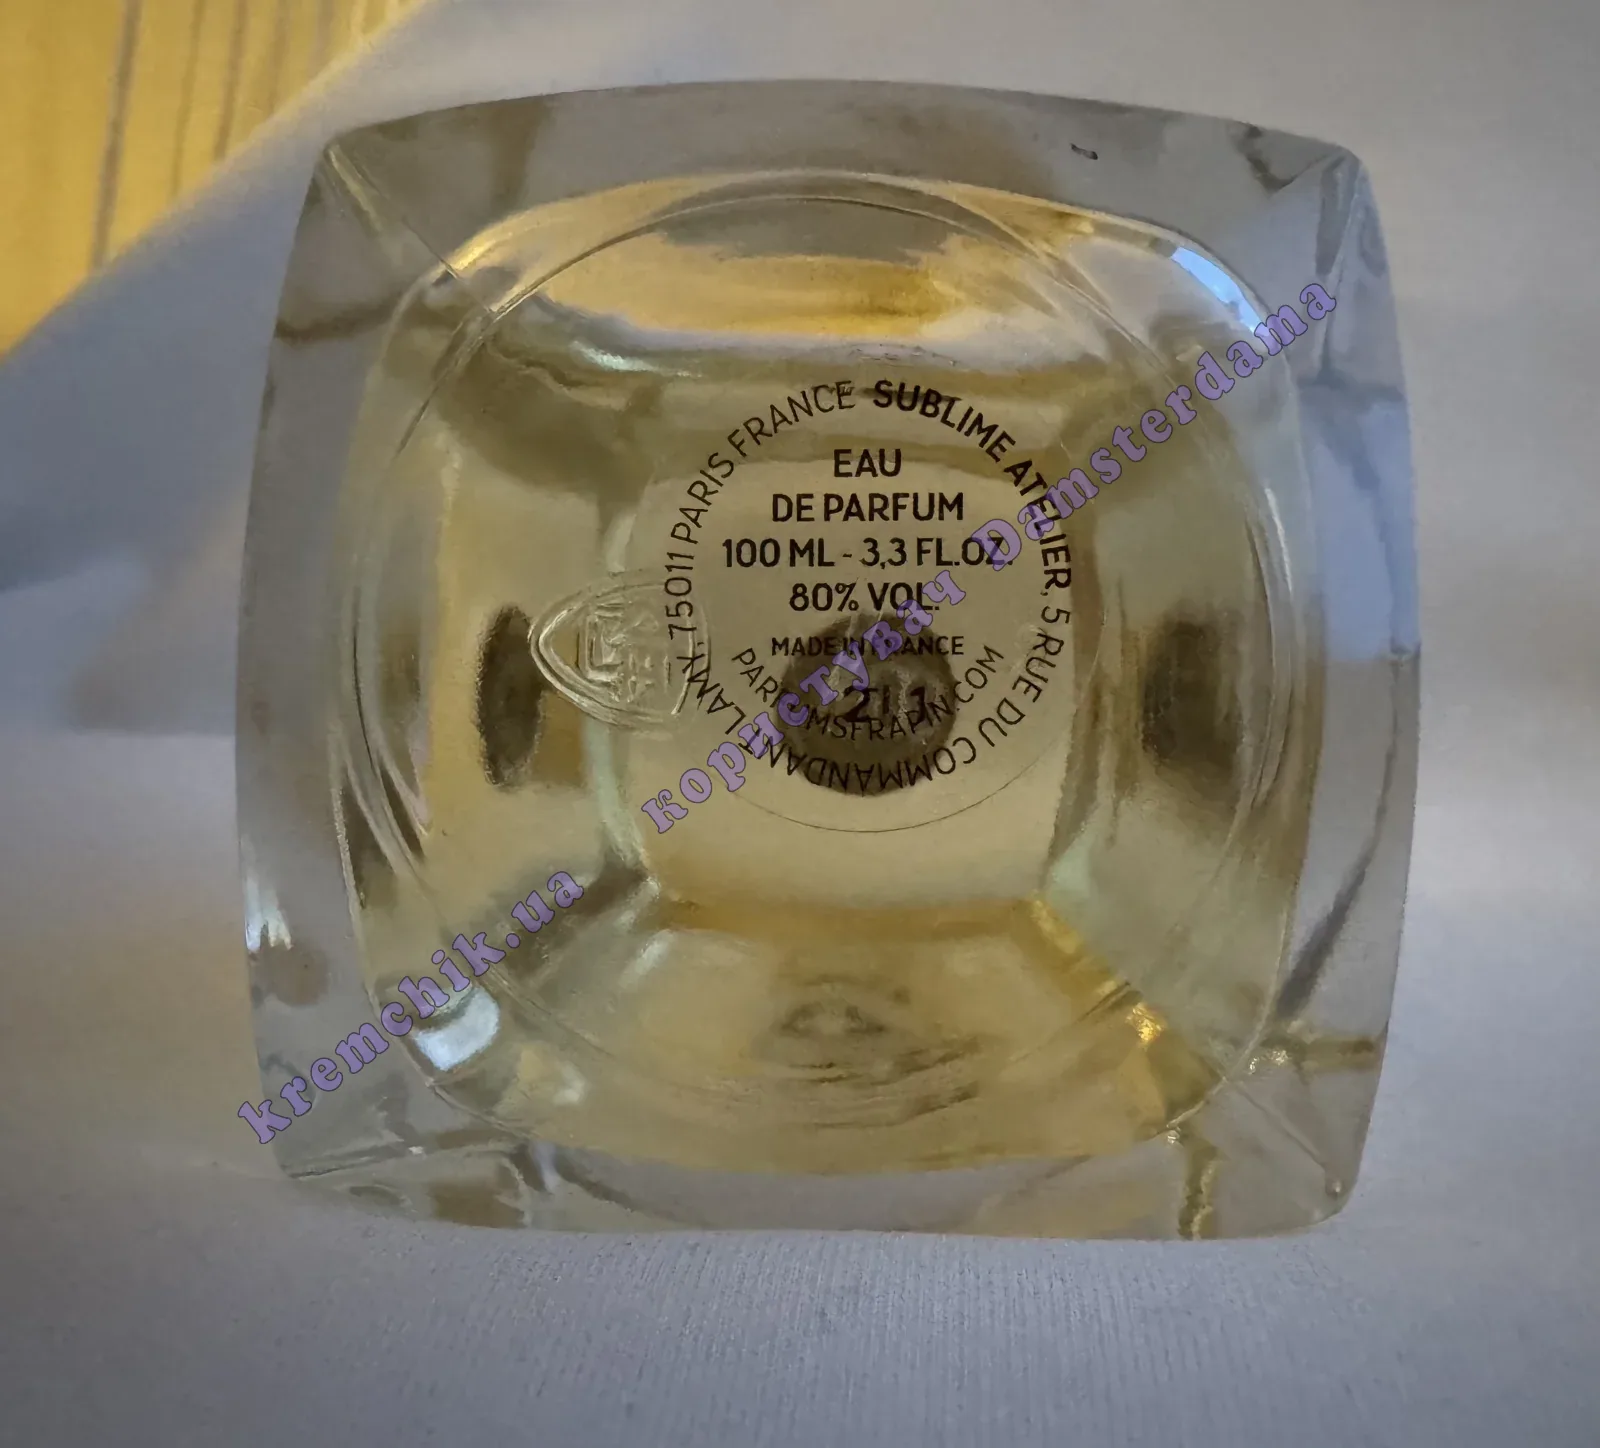 SUBLIME ATELIER, 5 RUE DU COMMANDANT LAMY, 75011 PARIS FRANCE
EAU
DE PARFUM
100 ML - 3,3 FL.OZ.
80% VOL.
MADE IN FRANCE
PARFUMSFRAPIN.COM
kremchik.ua користувач Damsterdama